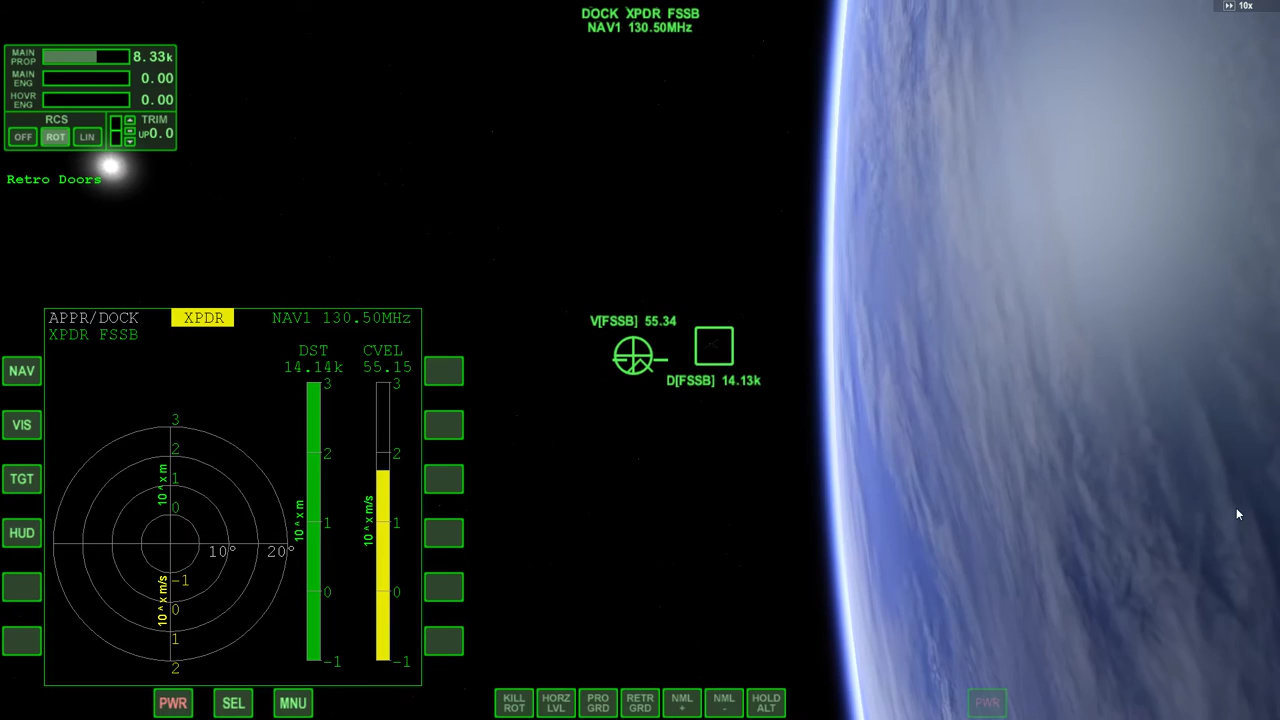 DOCK XPDR FSSB
NAV1 130.50MHz
10x
MAIN PROP 8.33k
MAIN ENG 0.00
HOVR ENG 0.00
RCS TRIM
OFF ROT LIN UP 0.0
Retro Doors
V[FSSB] 55.34
D[FSSB] 14.13k
APPR/DOCK XPDR NAV1 130.50MHz
XPDR FSSB
DST CVEL
14.14k 55.15
NAV
VIS
TGT
HUD
3
2
1
0
10^x m
10° 20°
-1
0
1
2
10^x m/s
3
2
1
0
-1
10^x m
3
2
1
0
-1
10^x m/s
PWR SEL MNU
KILL ROT
HORZ LVL
PRO GRD
RETR GRD
NML +
NML -
HOLD ALT
PWR